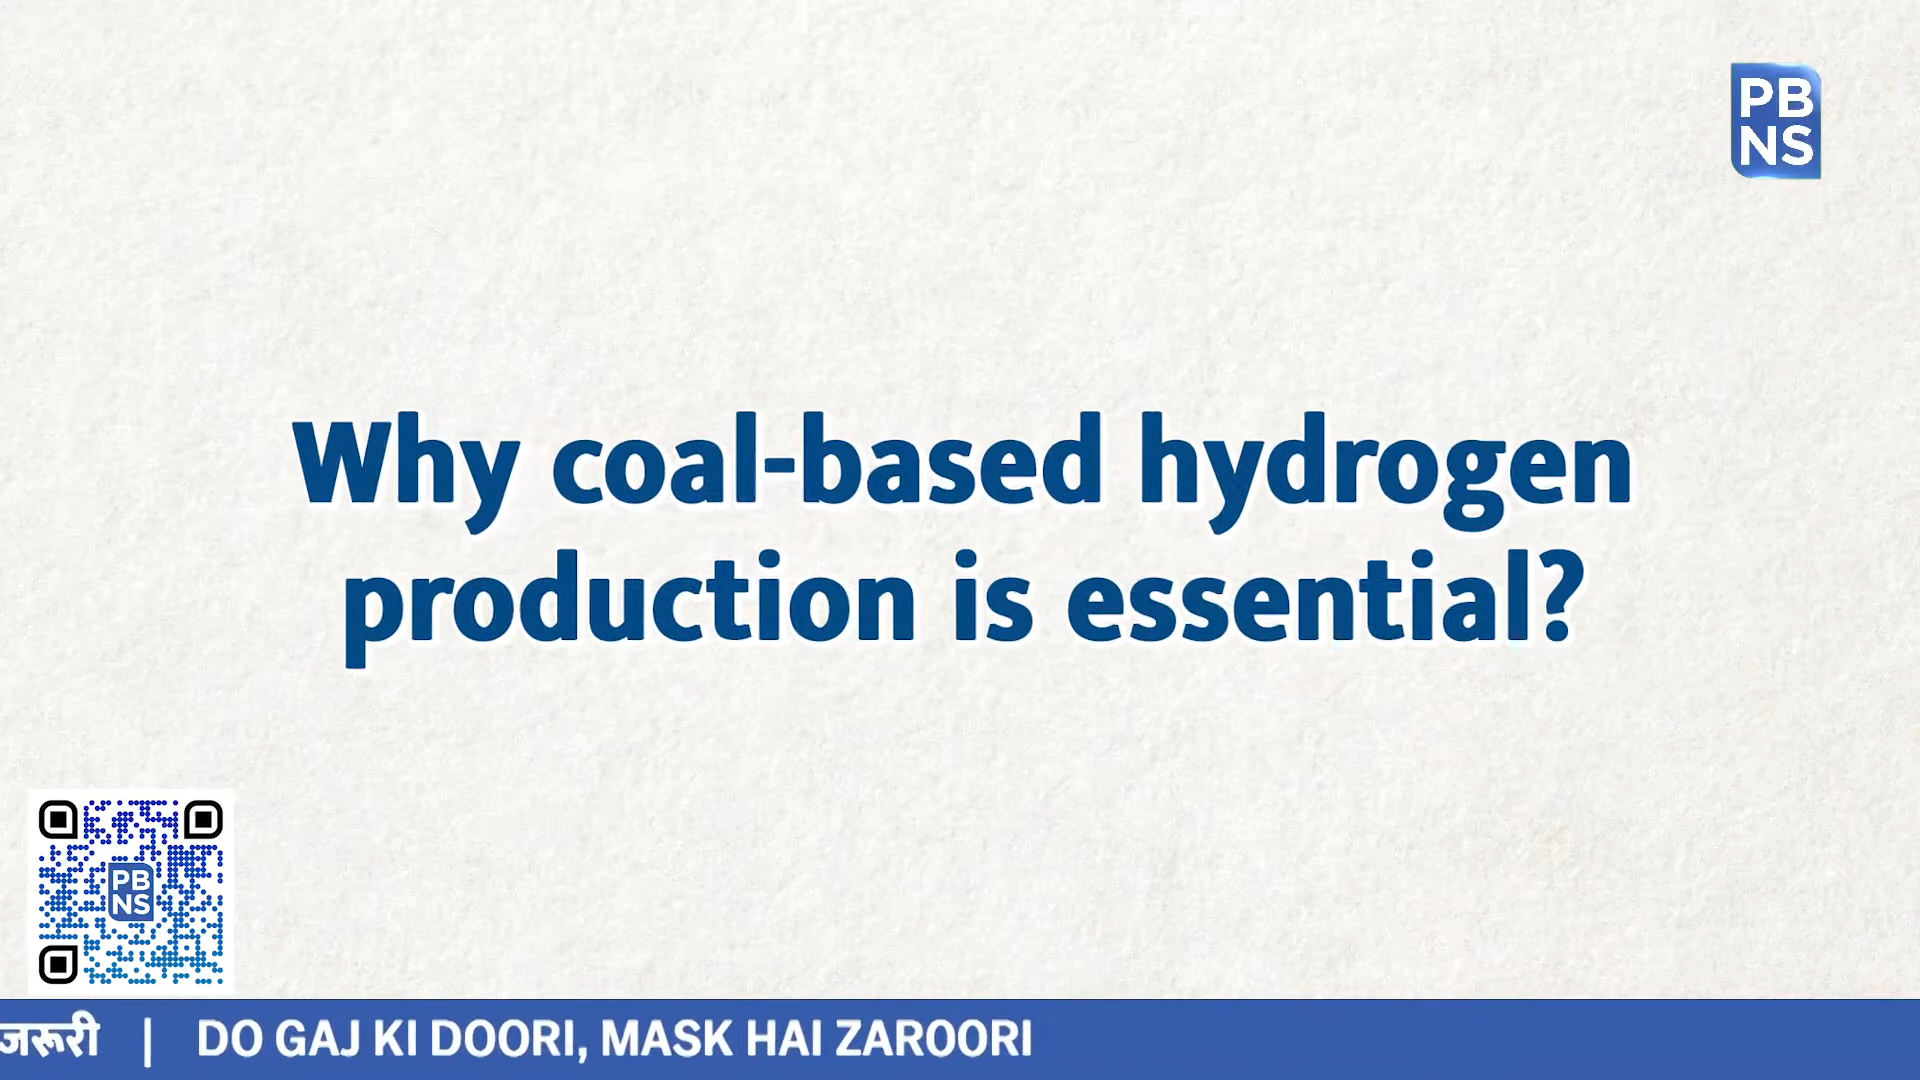 PB
NS
Why coal-based hydrogen
production is essential?
PB
NS
जरूरी | DO GAJ KI DOORI, MASK HAI ZAROORI